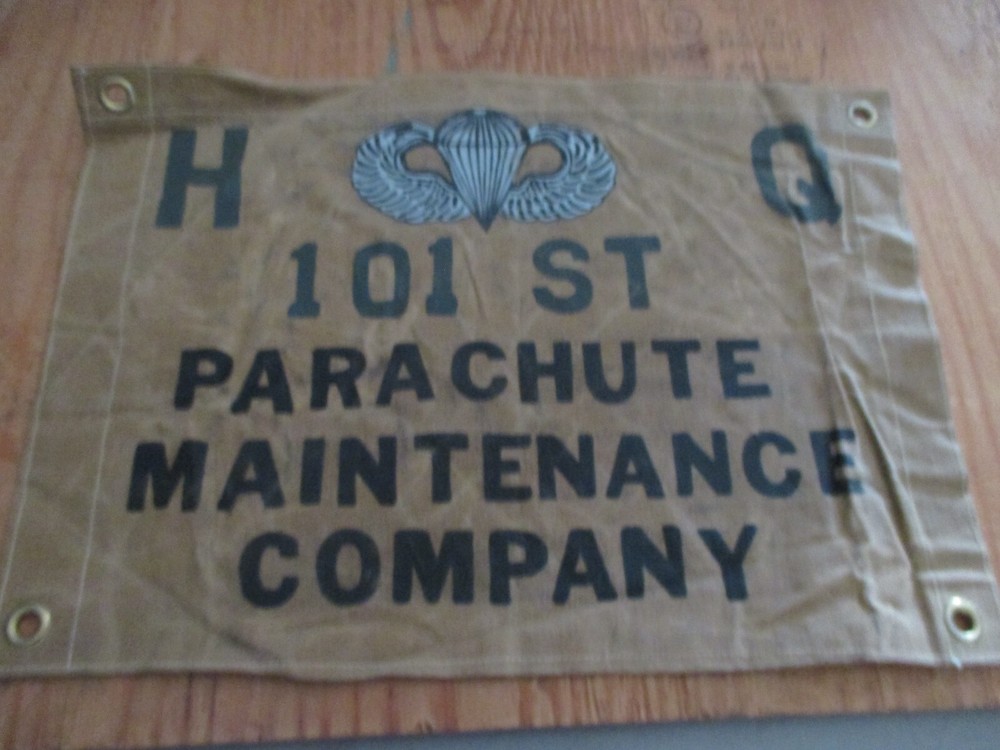 H Q
101 ST
PARACHUTE
MAINTENANCE
COMPANY